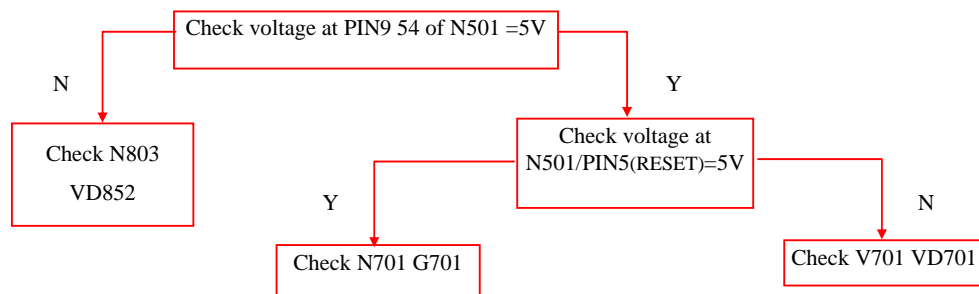 Check voltage at PIN9 54 of N501 =5V
N
Y
Check N803
VD852
Check voltage at
N501/PIN5(RESET)=5V
Y
N
Check N701 G701
Check V701 VD701